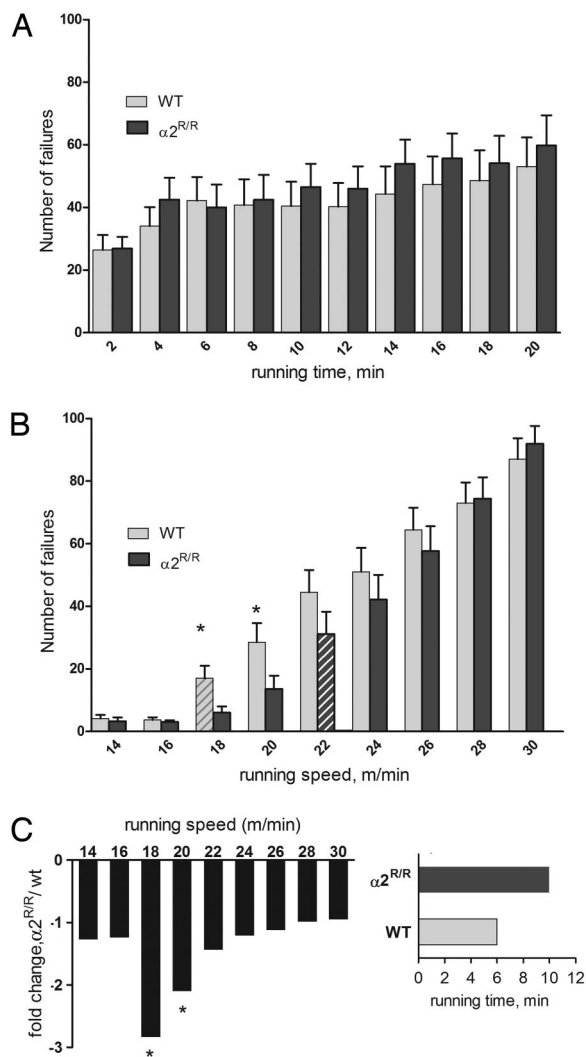 A
100
80
60
40
20
0
Number of failures
WT
α2R/R
2 4 6 8 10 12 14 16 18 20
running time, min
B
100
80
60
40
20
0
Number of failures
WT
α2R/R
*
*
14 16 18 20 22 24 26 28 30
running speed, m/min
C
running speed (m/min)
14 16 18 20 22 24 26 28 30
0
-1
-2
-3
fold change,α2R/R/ wt
*
*
α2R/R
WT
0 2 4 6 8 10 12
running time, min